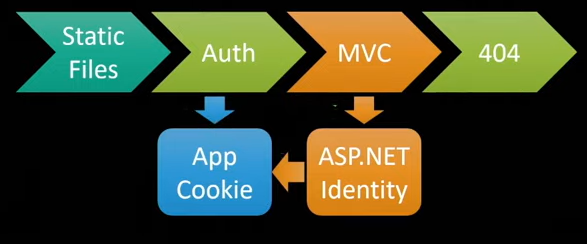 Static
Files
Auth
MVC
404
App
Cookie
ASP.NET
Identity